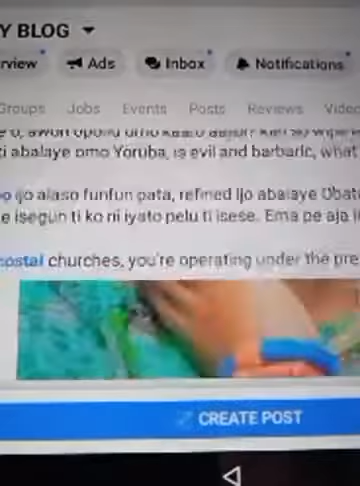 Y BLOG
rview Ads Inbox Notifications
Groups Jobs Events Posts Reviews Video
ti abalaye omo Yoruba, is evil and barbaric, what
o ijo alaso funfun pata, refined Ijo abalaye Obat
e isegun ti ko ni iyato pelu ti isese. Ema pe aja
costal churches, you're operating under the pre
CREATE POST